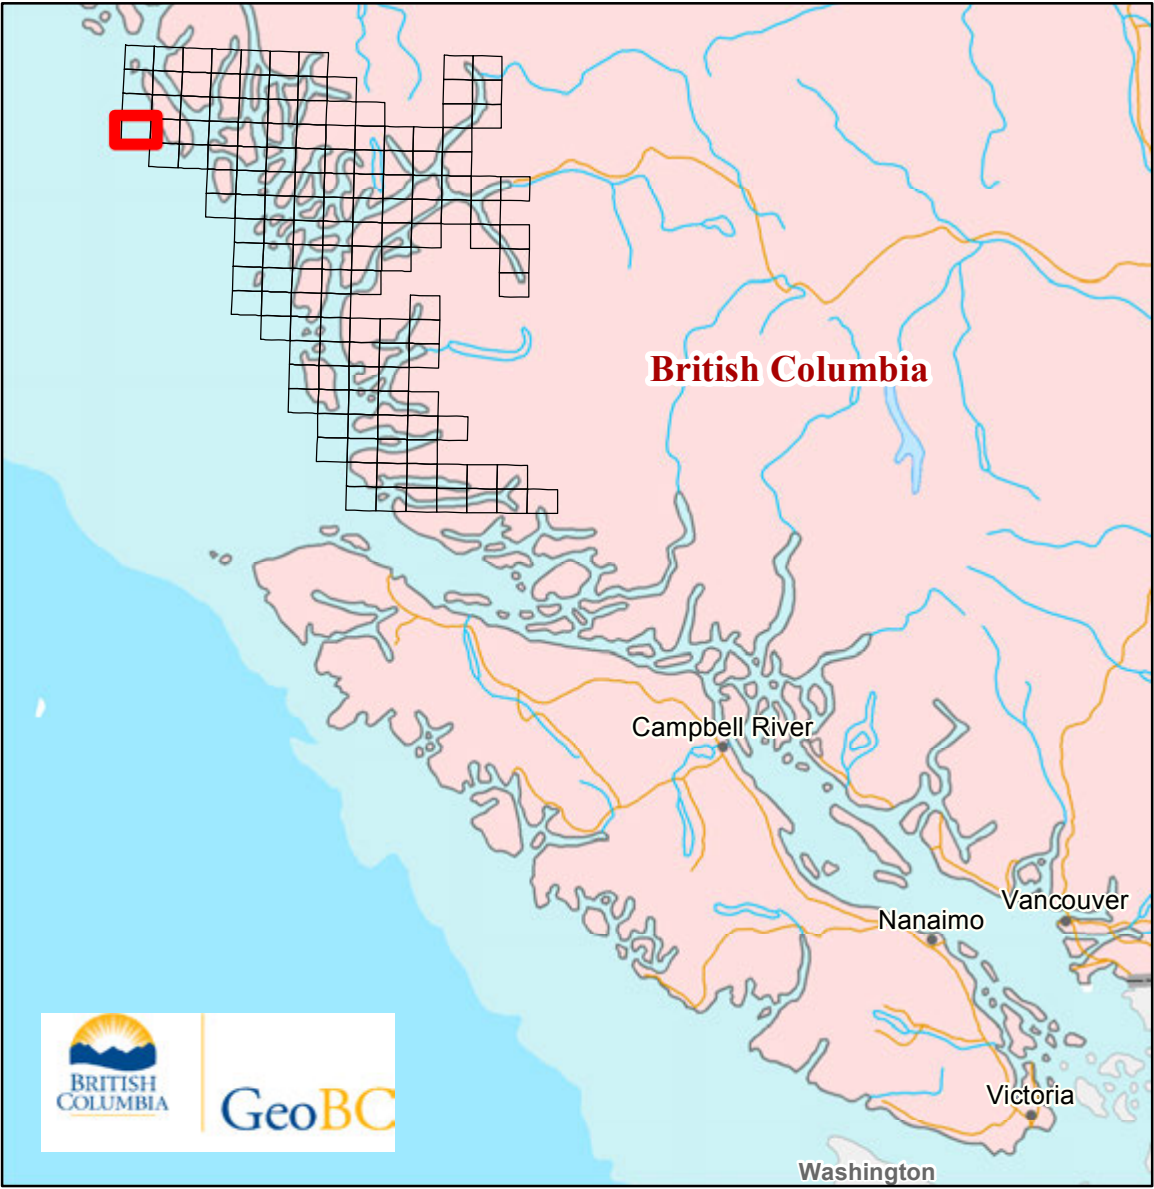 British Columbia
Campbell River
Vancouver
Nanaimo
BRITISH
COLUMBIA
GeoBC
Victoria
Washington